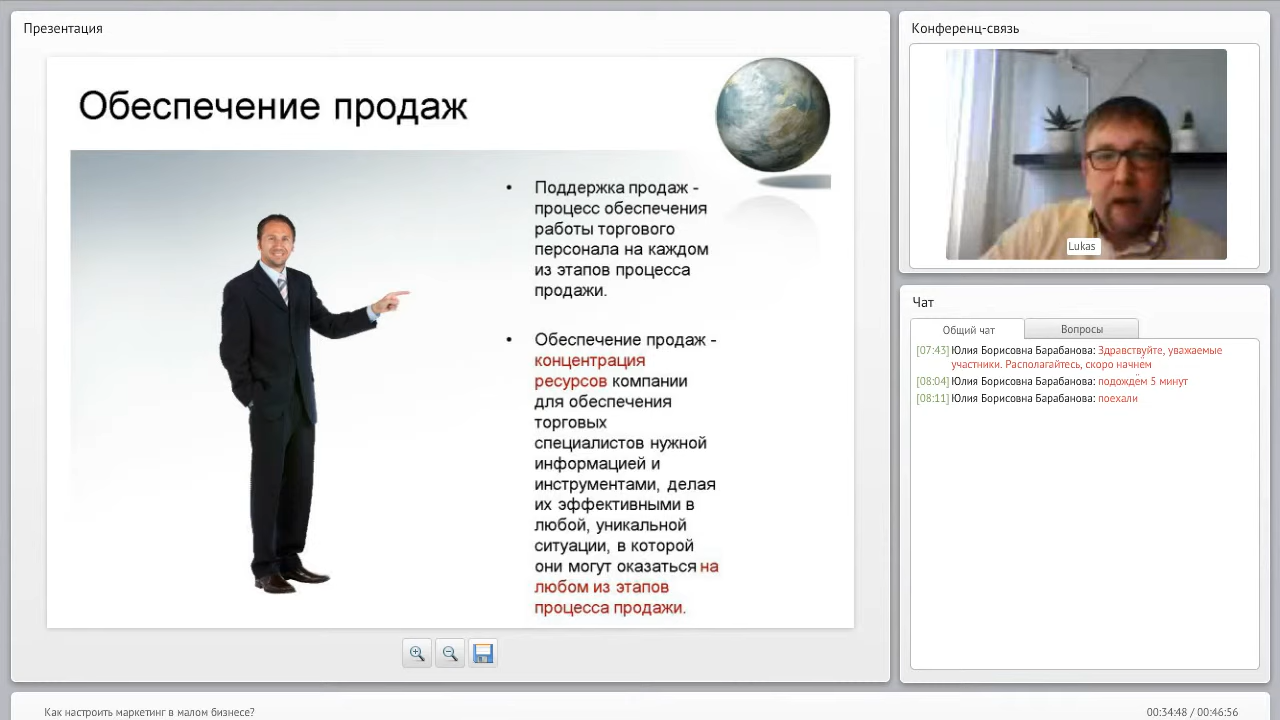 Презентация
Обеспечение продаж
• Поддержка продаж -
процесс обеспечения
работы торгового
персонала на каждом
из этапов процесса
продажи.
• Обеспечение продаж -
концентрация
ресурсов компании
для обеспечения
торговых
специалистов нужной
информацией и
инструментами, делая
их эффективными в
любой, уникальной
ситуации, в которой
они могут оказаться на
любом из этапов
процесса продажи.
Конференц-связь
Lukas
Чат
Общий чат
Вопросы
[07:43] Юлия Борисовна Барабанова: Здравствуйте, уважаемые
участники. Располагайтесь, скоро начнём
[08:04] Юлия Борисовна Барабанова: подождём 5 минут
[08:11] Юлия Борисовна Барабанова: поехали
Как настроить маркетинг в малом бизнесе?
00:34:48 / 00:46:56